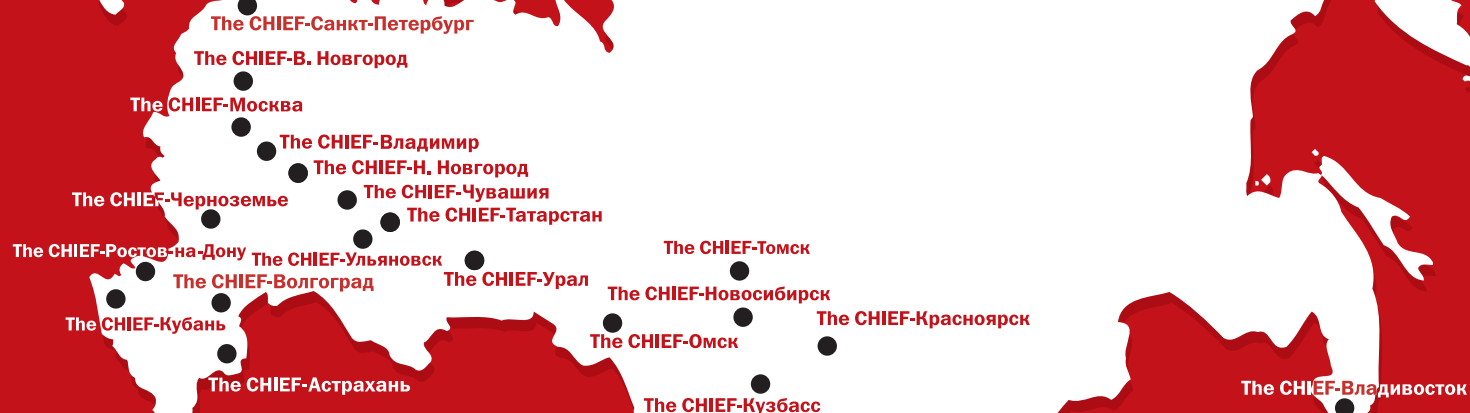 The CHIEF-Санкт-Петербург
The CHIEF-В. Новгород
The CHIEF-Москва
The CHIEF-Владимир
The CHIEF-Н. Новгород
The CHIEF-Чувашия
The CHIEF-Черноземье
The CHIEF-Татарстан
The CHIEF-Ростов-на-Дону
The CHIEF-Ульяновск
The CHIEF-Томск
The CHIEF-Волгоград
The CHIEF-Урал
The CHIEF-Новосибирск
The CHIEF-Кубань
The CHIEF-Красноярск
The CHIEF-Омск
The CHIEF-Астрахань
The CHIEF-Владивосток
The CHIEF-Кузбасс